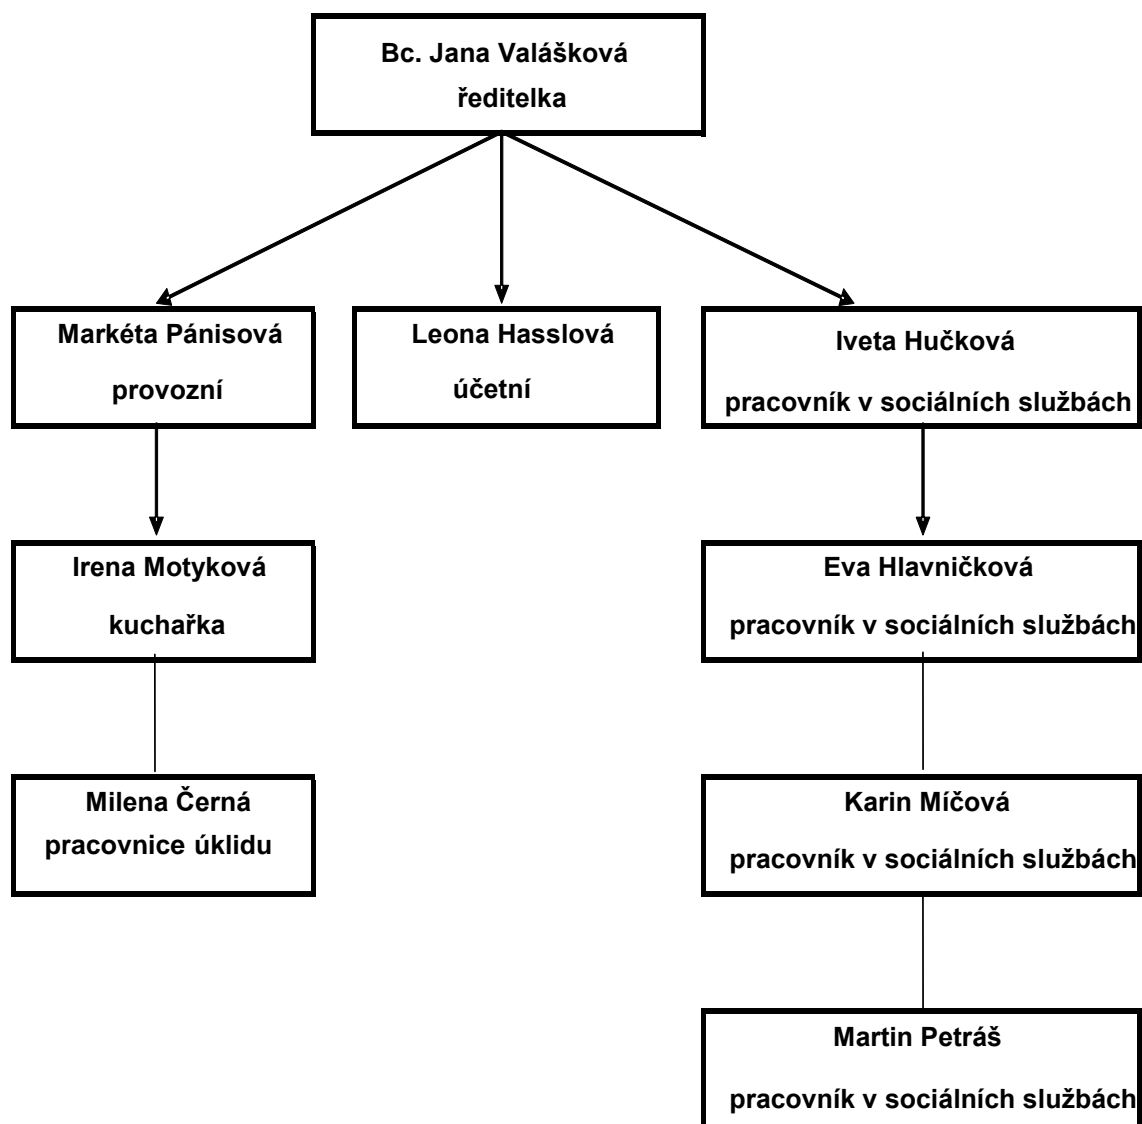 Bc. Jana Valášková
ředitelka
Markéta Pánisová
provozní
Leona Hasslová
účetní
Iveta Hučková
pracovník v sociálních službách
Irena Motyková
kuchařka
Eva Hlavničková
pracovník v sociálních službách
Milena Černá
pracovnice úklidu
Karin Míčová
pracovník v sociálních službách
Martin Petráš
pracovník v sociálních službách